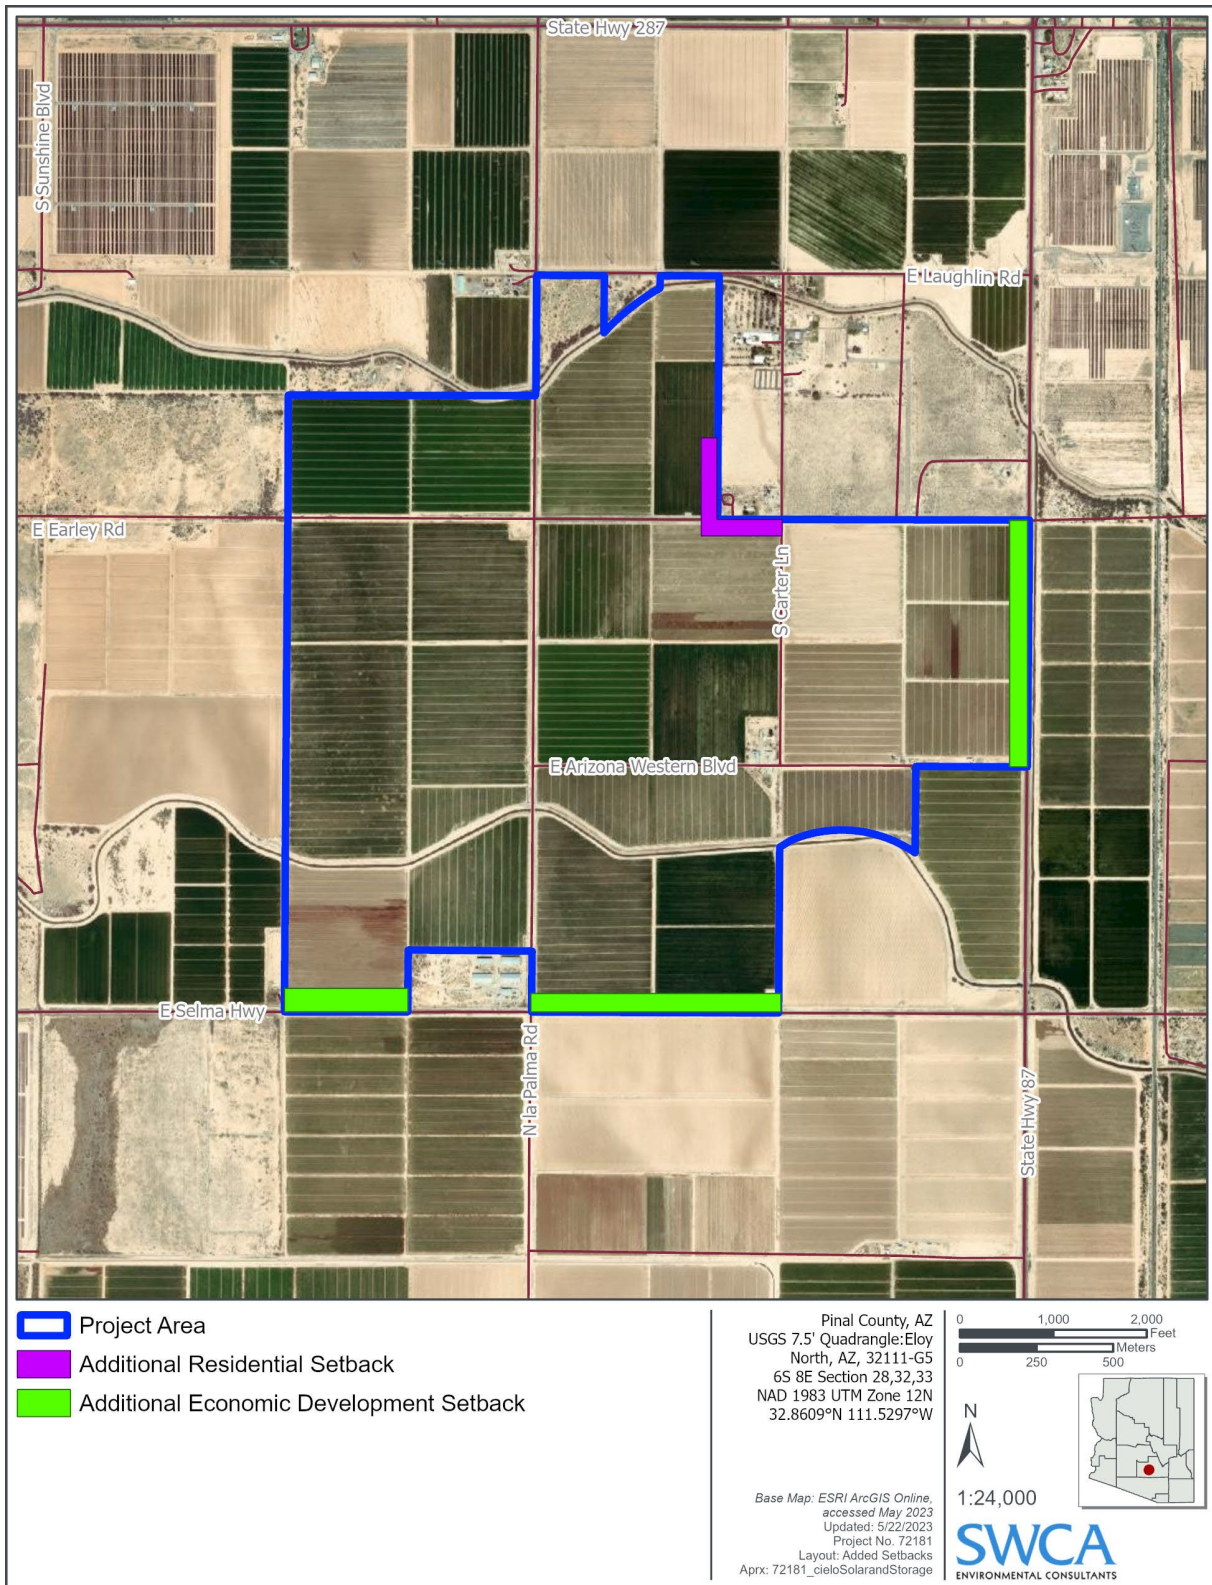 State Hwy 287
S Sunshine Blvd
E Laughlin Rd
E Earley Rd
S Carter Ln
E Arizona Western Blvd
E Selma Hwy
N la Palma Rd
State Hwy 87
Project Area
Additional Residential Setback
Additional Economic Development Setback
Pinal County, AZ
USGS 7.5' Quadrangle:Eloy
North, AZ, 32111-G5
6S 8E Section 28,32,33
NAD 1983 UTM Zone 12N
32.8609°N 111.5297°W
Base Map: ESRI ArcGIS Online,
accessed May 2023
Updated: 5/22/2023
Project No. 72181
Layout: Added Setbacks
Aprx: 72181_cieloSolarandStorage
0 1,000 2,000
Feet
Meters
0 250 500
N
1:24,000
SWCA
ENVIRONMENTAL CONSULTANTS